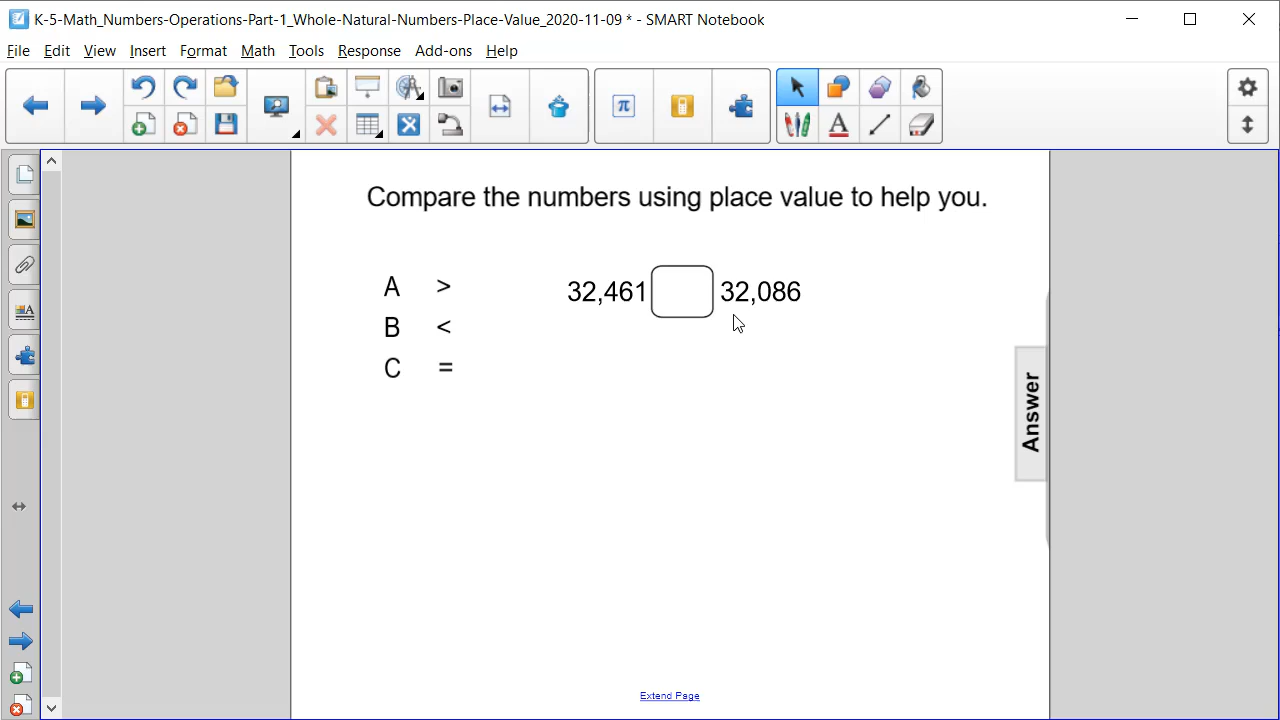 K-5-Math_Numbers-Operations-Part-1_Whole-Natural-Numbers-Place-Value_2020-11-09 * - SMART Notebook
File Edit View Insert Format Math Tools Response Add-ons Help
π
A
Compare the numbers using place value to help you.
A > 32,461 32,086
B <
C =
Answer
Extend Page